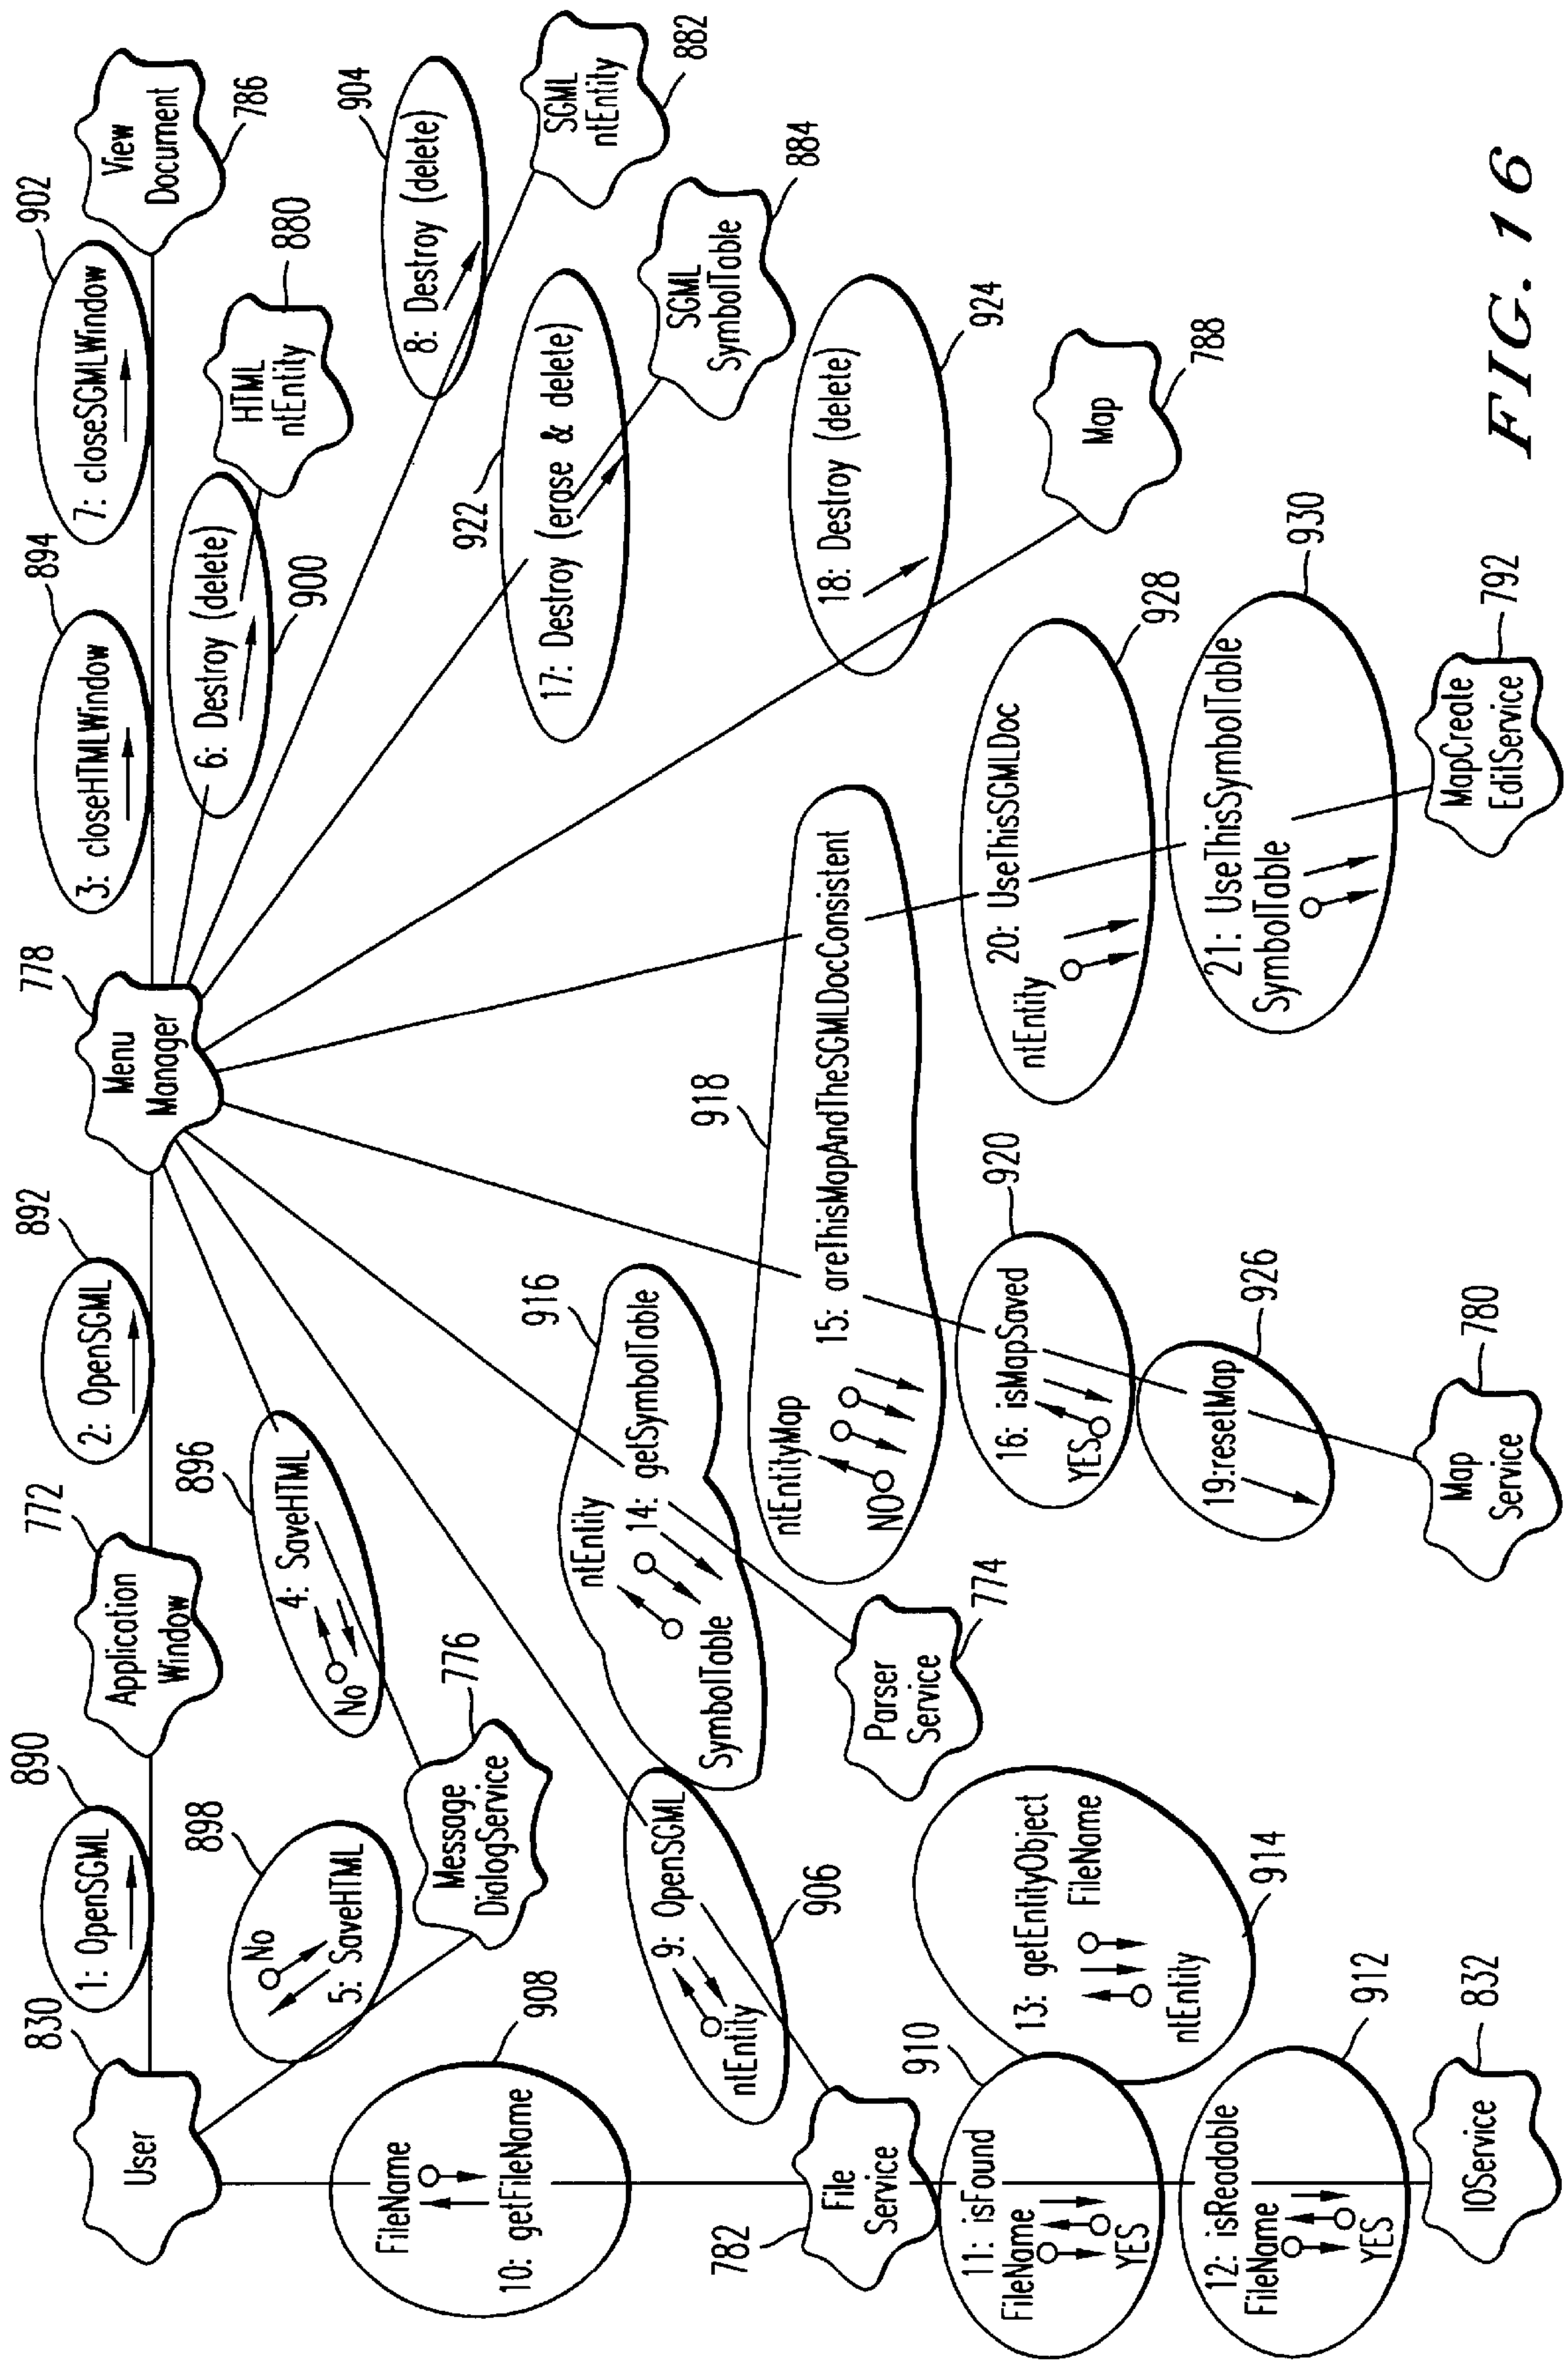 830
User
890
1: OpenSGML
772
Application
Window
892
2: OpenSGML
778
Menu
Manager
894
3: closeHTMLWindow
902
7: closeSGMLWindow
View
Document
786
898
No
5: SaveHTML
896
4: SaveHTML
No
6: Destroy (delete)
900
HTML
ntEntity
880
904
8: Destroy (delete)
SGML
ntEntity
882
908
FileName
10: getFileName
Message
DialogService
776
9: OpenSGML
ntEntity
906
916
ntEntity
14: getSymbolTable
SymbolTable
922
17: Destroy (erase & delete)
SGML
SymbolTable
884
782
File
Service
Parser
Service
774
918
ntEntityMap
15: areThisMapAndTheSGMLDocConsistent
NO
18: Destroy (delete)
924
910
11: isFound
FileName
YES
13: getEntityObject
FileName
ntEntity
914
920
16: isMapSaved
YES
20: UseThisSGMLDoc
ntEntity
928
Map
788
12: isReadable
FileName
YES
912
19:resetMap
926
21: UseThisSymbolTable
SymbolTable
930
IOService
832
Map
Service
780
MapCreate
EditService
792
FIG. 16